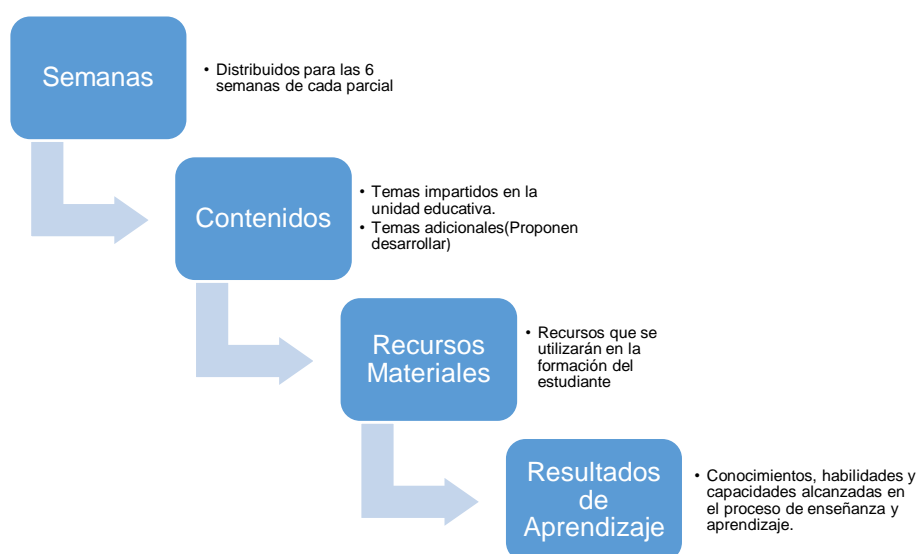 Semanas
• Distribuidos para las 6
semanas de cada parcial
Contenidos
• Temas impartidos en la
unidad educativa.
• Temas adicionales(Proponen
desarrollar)
Recursos
Materiales
• Recursos que se
utilizarán en la
formación del
estudiante
Resultados
de
Aprendizaje
• Conocimientos, habilidades y
capacidades alcanzadas en
el proceso de enseñanza y
aprendizaje.